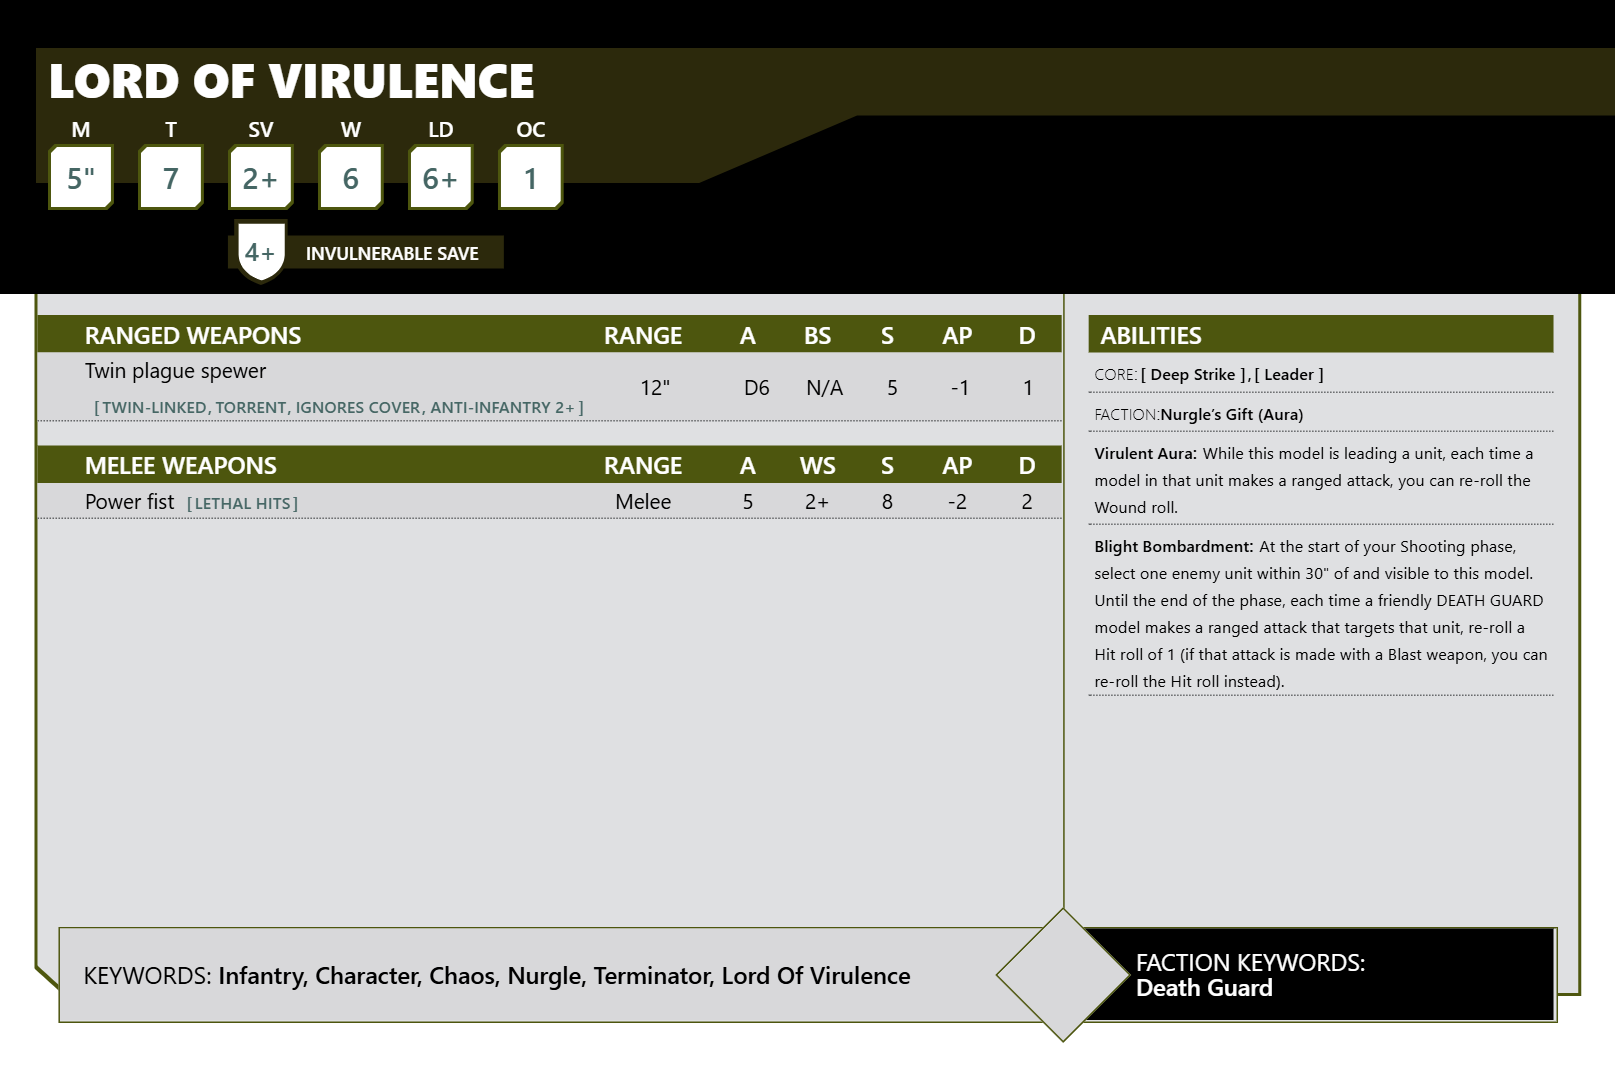 LORD OF VIRULENCE
M T SV W LD OC
5" 7 2+ 6 6+ 1
4+ INVULNERABLE SAVE
RANGED WEAPONS RANGE A BS S AP D
Twin plague spewer 12" D6 N/A 5 -1 1
[TWIN-LINKED, TORRENT, IGNORES COVER, ANTI-INFANTRY 2+]
MELEE WEAPONS RANGE A WS S AP D
Power fist [LETHAL HITS] Melee 5 2+ 8 -2 2
ABILITIES
CORE: [ Deep Strike ] , [ Leader ]
FACTION:Nurgle’s Gift (Aura)
Virulent Aura: While this model is leading a unit, each time a
model in that unit makes a ranged attack, you can re-roll the
Wound roll.
Blight Bombardment: At the start of your Shooting phase,
select one enemy unit within 30" of and visible to this model.
Until the end of the phase, each time a friendly DEATH GUARD
model makes a ranged attack that targets that unit, re-roll a
Hit roll of 1 (if that attack is made with a Blast weapon, you can
re-roll the Hit roll instead).
KEYWORDS: Infantry, Character, Chaos, Nurgle, Terminator, Lord Of Virulence
FACTION KEYWORDS:
Death Guard